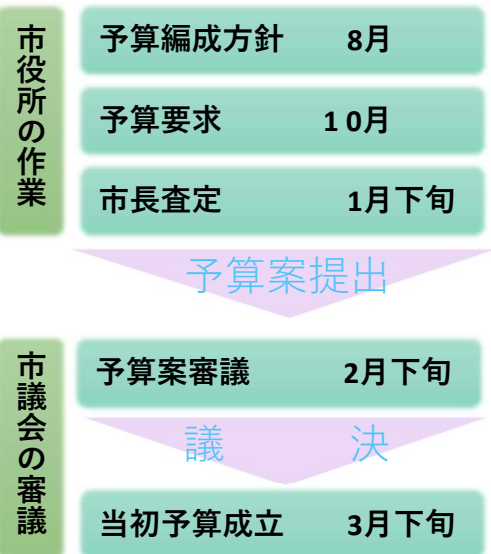 市役所の作業
予算編成方針 8月
予算要求 10月
市長査定 1月下旬
予算案提出
市議会の審議
予算案審議 2月下旬
議 決
当初予算成立 3月下旬